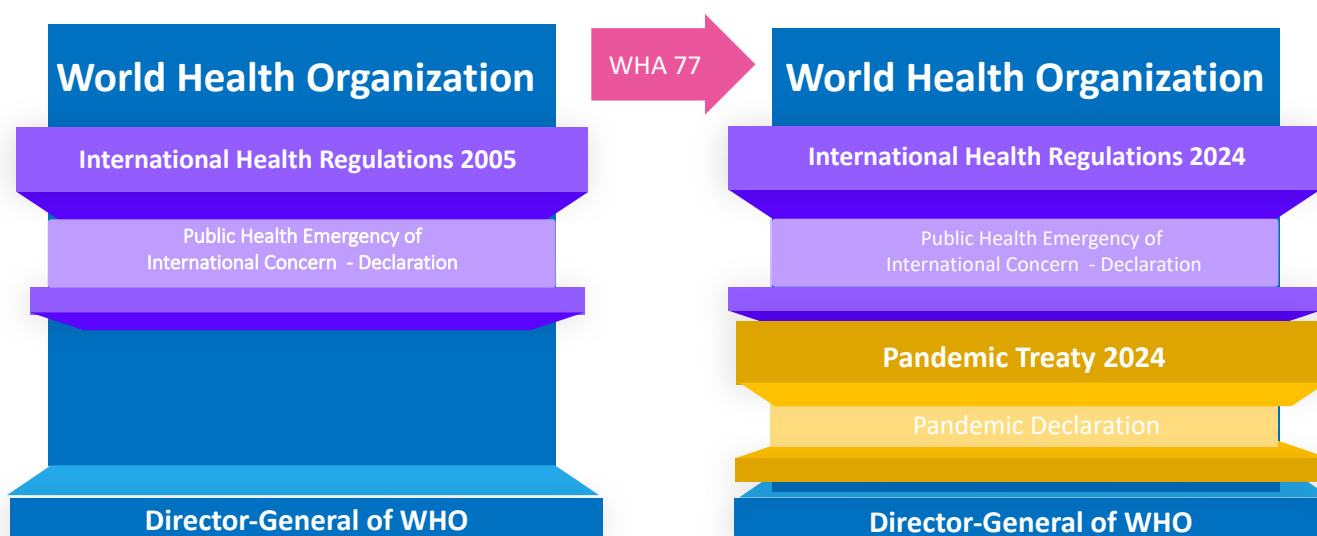 World Health Organization
International Health Regulations 2005
Public Health Emergency of
International Concern - Declaration
Director-General of WHO
WHA 77
World Health Organization
International Health Regulations 2024
Public Health Emergency of
International Concern - Declaration
Pandemic Treaty 2024
Pandemic Declaration
Director-General of WHO